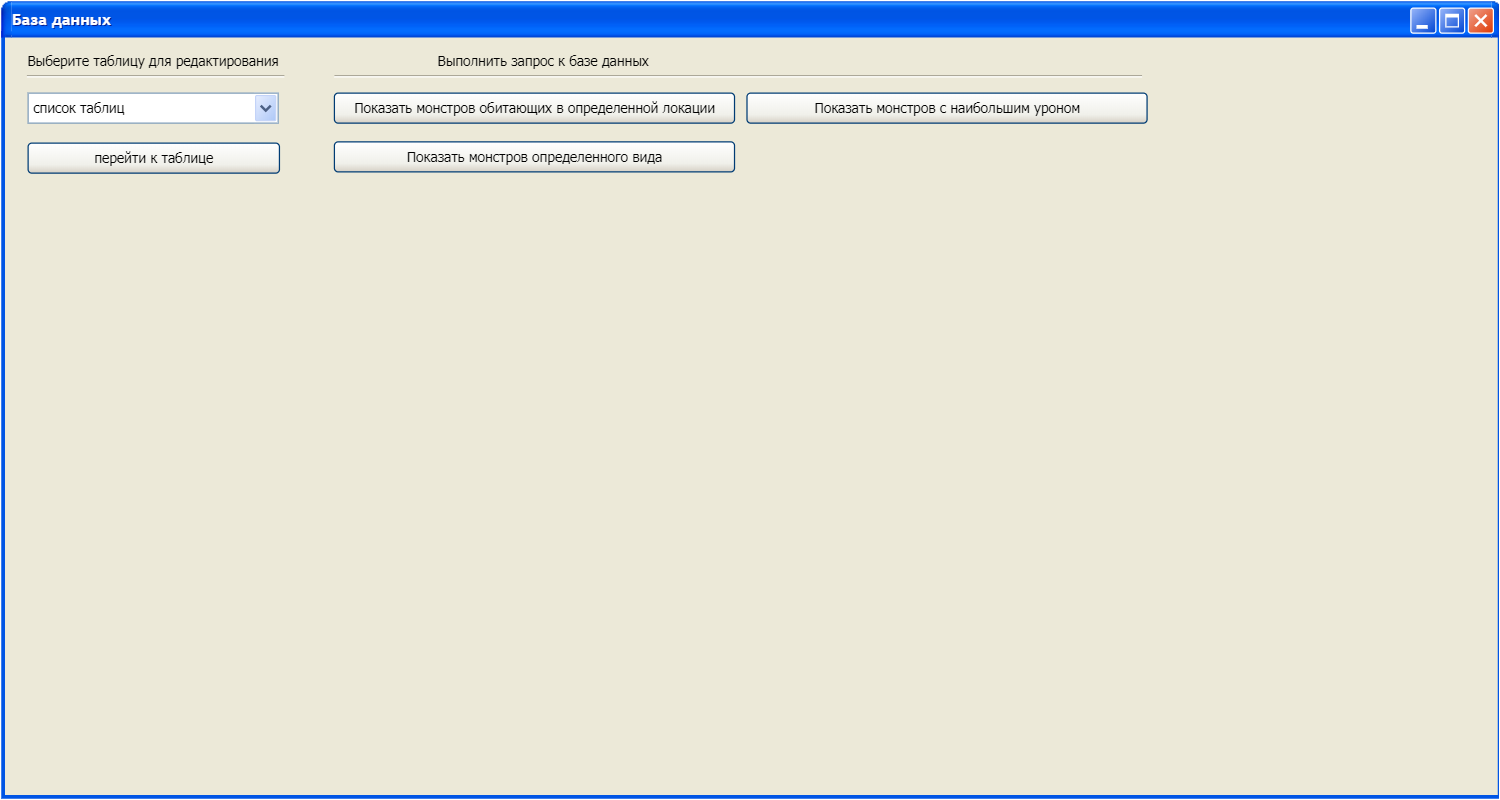 База данных
Выберите таблицу для редактирования
Выполнить запрос к базе данных
список таблиц
Показать монстров обитающих в определенной локации
Показать монстров с наибольшим уроном
перейти к таблице
Показать монстров определенного вида